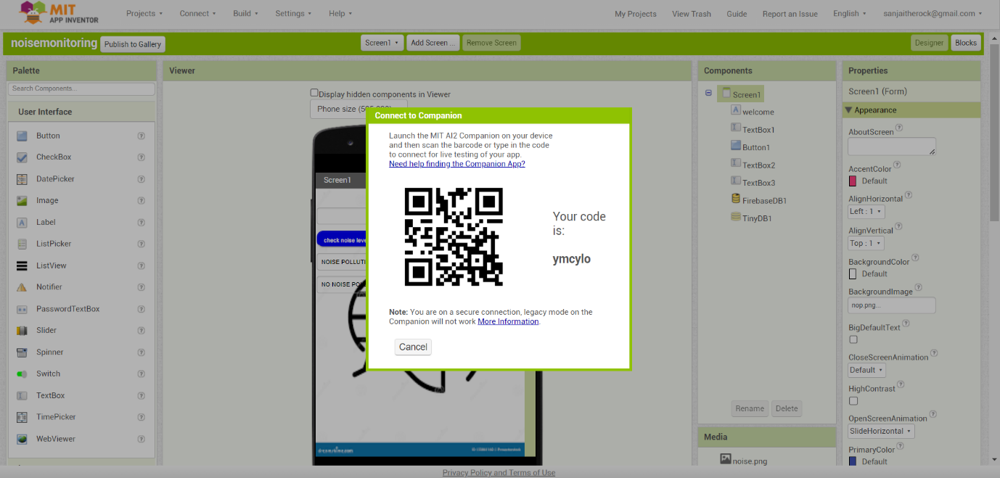 MIT
APP INVENTOR
Projects
Connect
Build
Settings
Help
My Projects
View Trash
Guide
Report an Issue
English
sanjaitherock@gmail.com
noisemonitoring
Publish to Gallery
Screen1
Add Screen ...
Remove Screen
Designer
Blocks
Palette
Search Components...
User Interface
Button
CheckBox
DatePicker
Image
Label
ListPicker
ListView
Notifier
PasswordTextBox
Slider
Spinner
Switch
TextBox
TimePicker
WebViewer
Viewer
Display hidden components in Viewer
Phone size
Screen1
check noise leve
NOISE POLLUTI
NO NOISE PO
dreamstime.com
Connect to Companion
Launch the MIT AI2 Companion on your device
and then scan the barcode or type in the code
to connect for live testing of your app.
Need help finding the Companion App?
Your code
is:
ymcylo
Note: You are on a secure connection, legacy mode on the
Companion will not work More Information.
Cancel
Components
Screen1
welcome
TextBox1
Button1
TextBox2
TextBox3
FirebaseDB1
TinyDB1
Rename
Delete
Media
noise.png
Properties
Screen1 (Form)
Appearance
AboutScreen
AccentColor
Default
AlignHorizontal
Left : 1
AlignVertical
Top : 1
BackgroundColor
Default
BackgroundImage
nop.png...
BigDefaultText
CloseScreenAnimation
Default
HighContrast
OpenScreenAnimation
SlideHorizontal
PrimaryColor
Default
Privacy Policy and Terms of Use